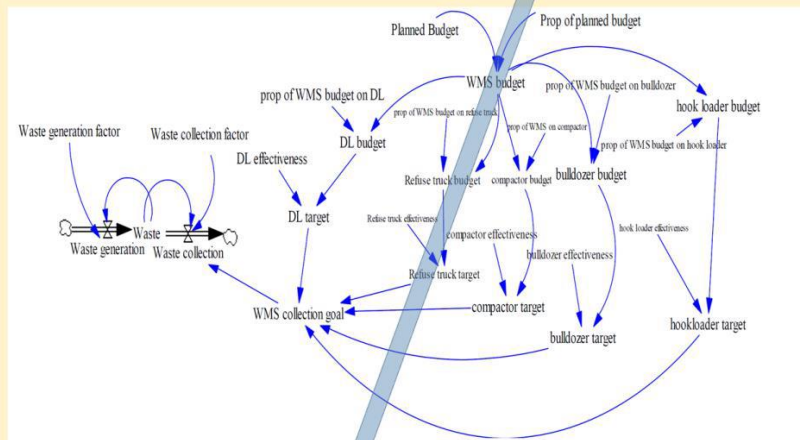 Prop of planned budget
Planned Budget
WMS budget
prop of WMS budget on DL
prop of WMS budget on bulldozer
hook loader budget
prop of WMS budget on refuse truck
Waste generation factor
Waste collection factor
prop of WMS on compactor
DL budget
prop of WMS budget on hook loader
DL effectiveness
Refuse truck budget
compactor budget
bulldozer budget
DL target
Refuse truck effectiveness
Waste
Waste generation
Waste collection
compactor effectiveness
hook loader effectiveness
bulldozer effectiveness
Refuse truck target
WMS collection goal
compactor target
hookloader target
bulldozer target